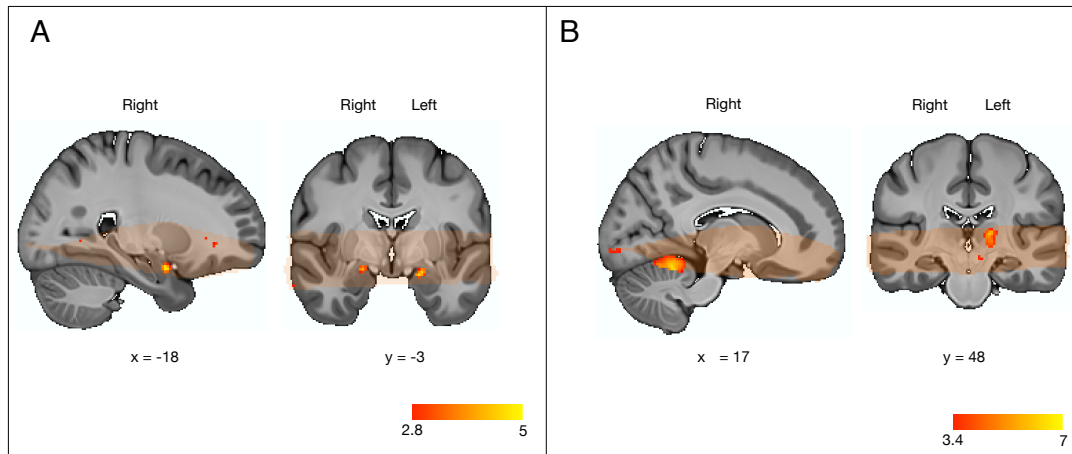 A
Right
Right Left
x = -18
y = -3
2.8 5
B
Right
Right Left
x = 17
y = 48
3.4 7